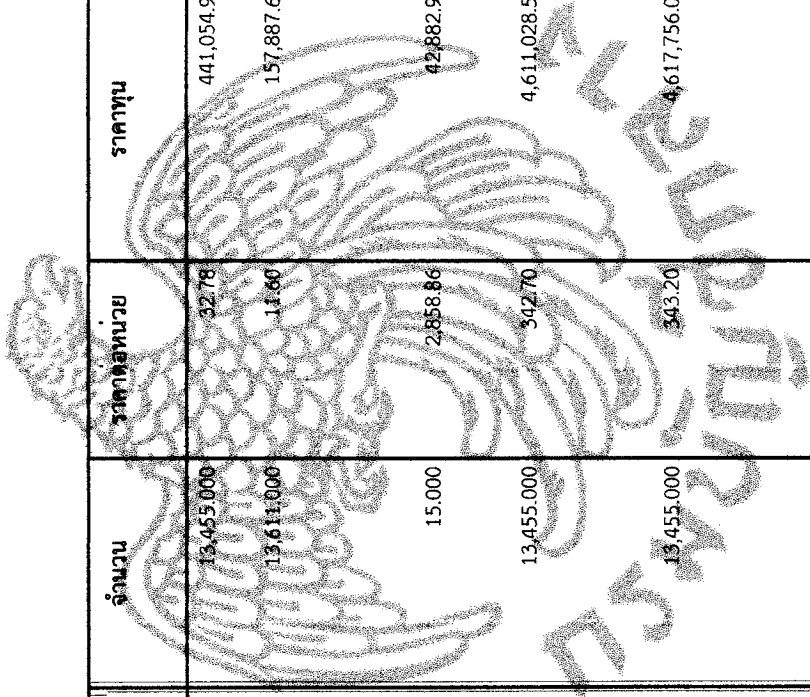 จำนวน ราคาต่อหน่วย ราคาทุน
13,455.000 32.78 441,054.9
13,611.000 11.60 157,887.6
15.000 2,858.86 42,882.9
13,455.000 342.70 4,611,028.5
13,455.000 343.20 4,617,756.0